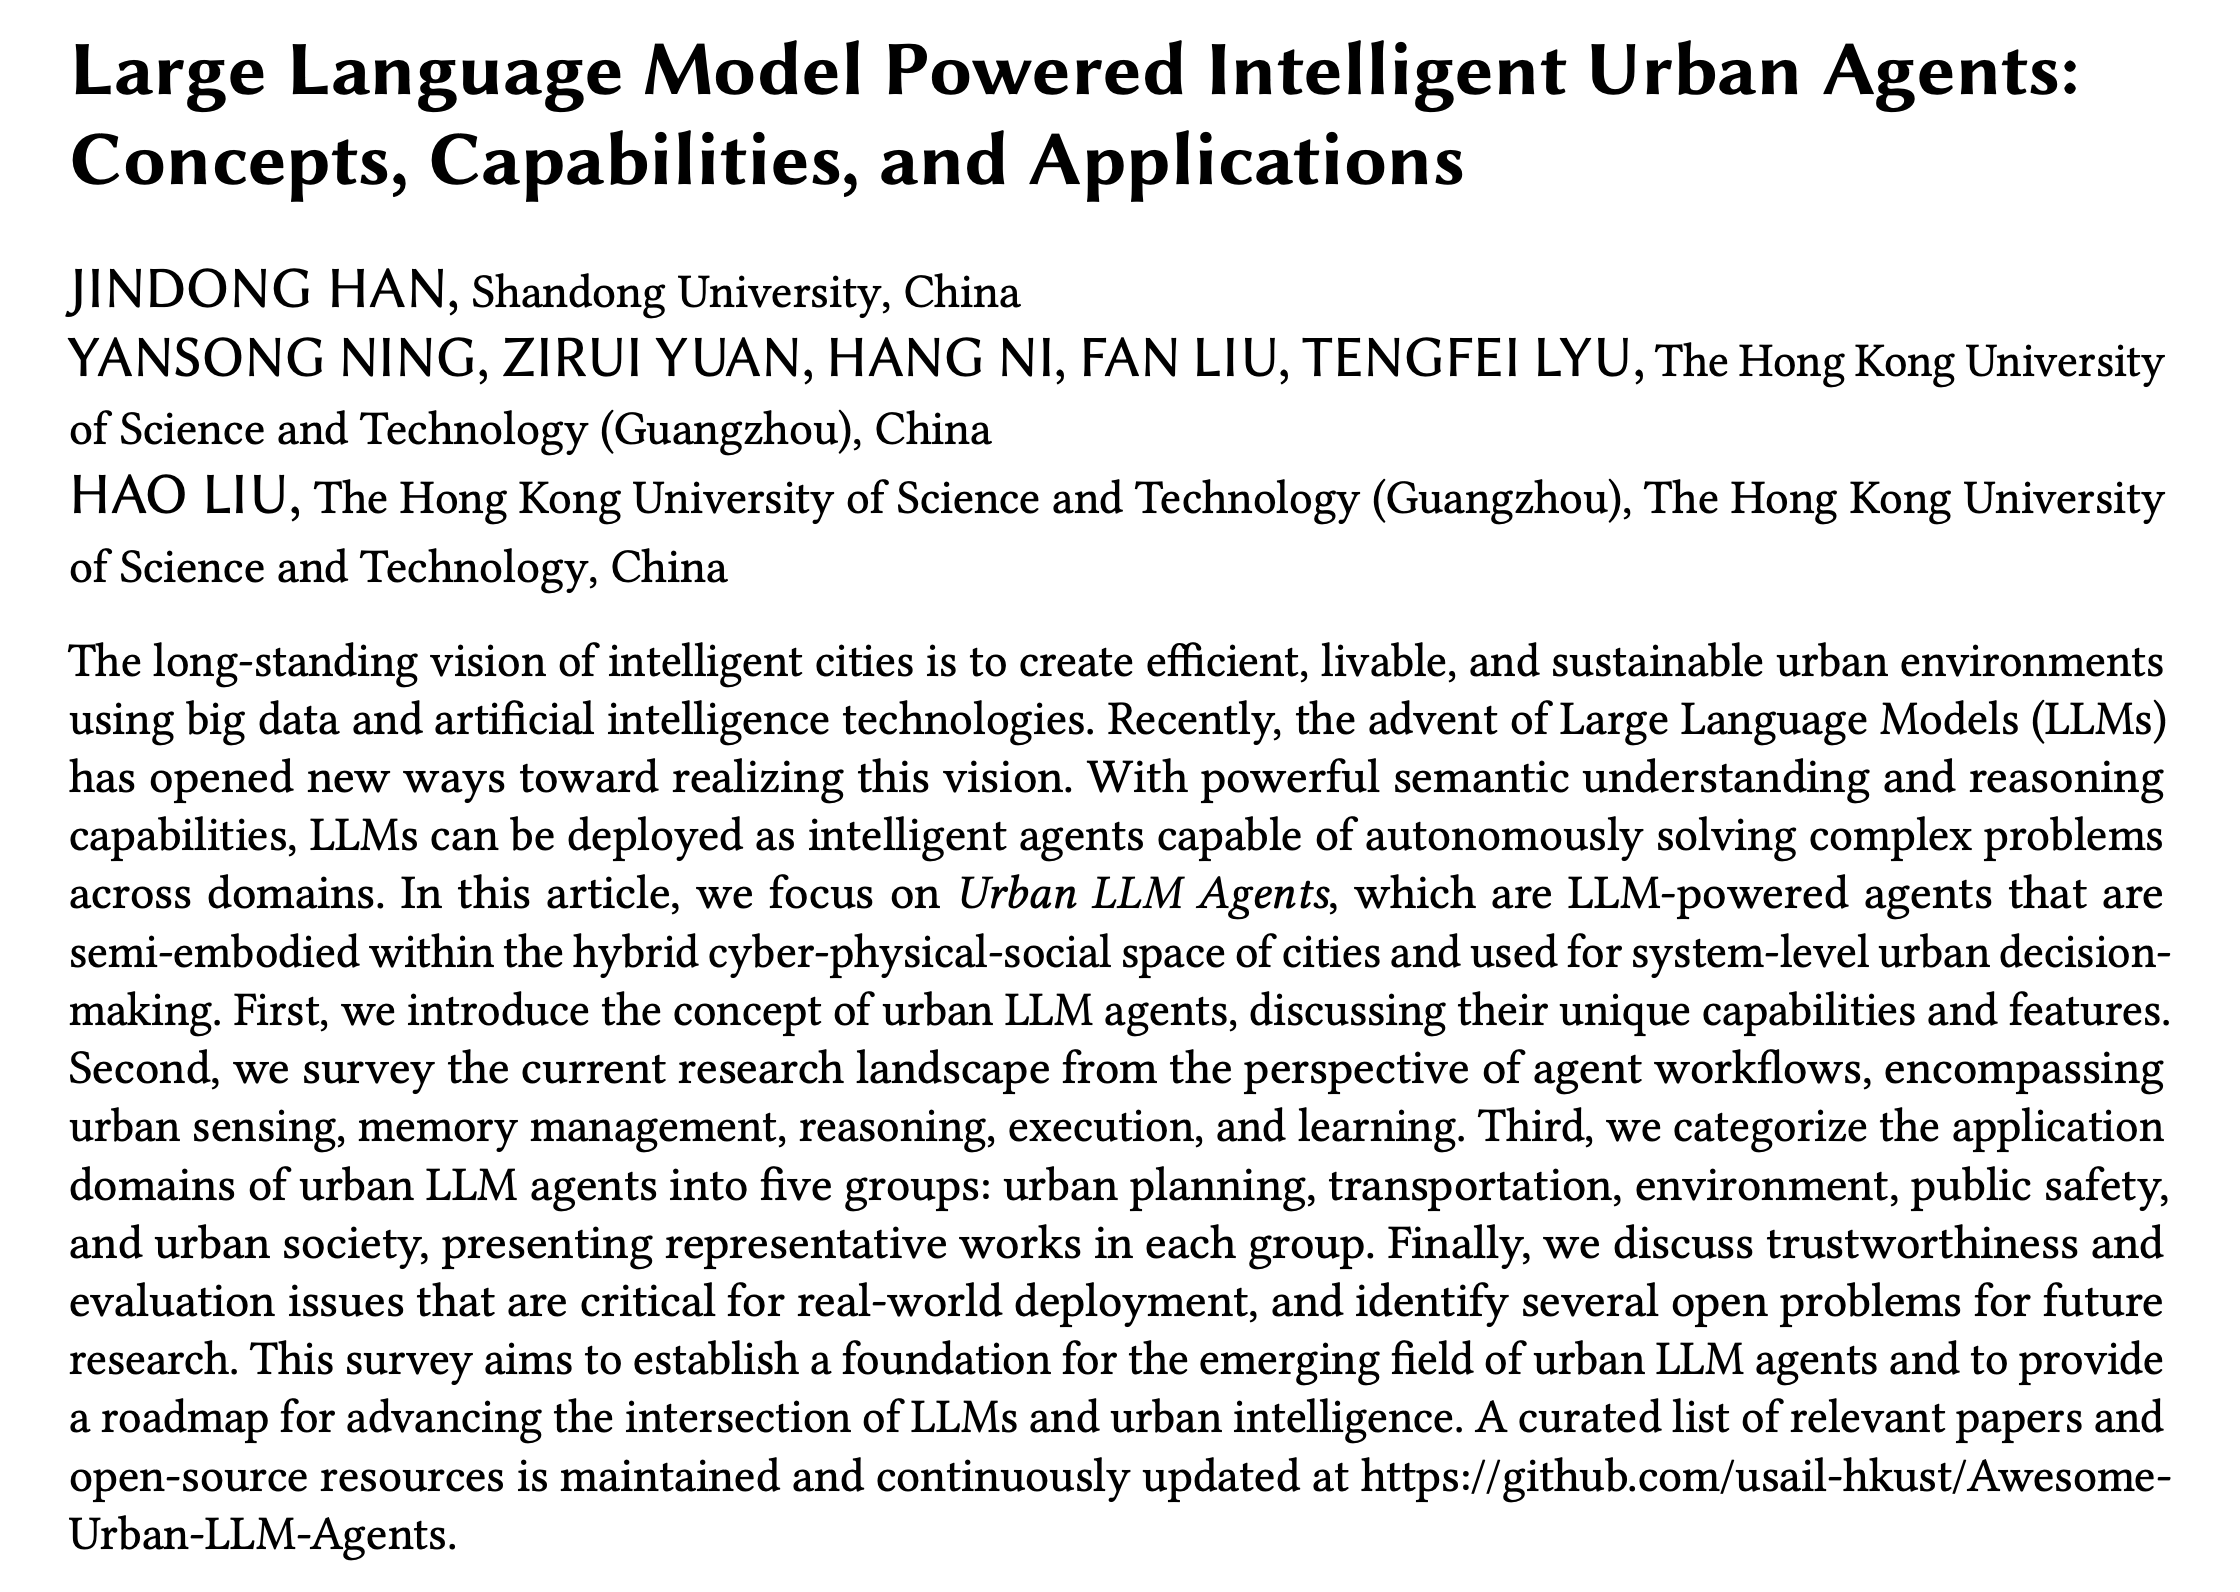 Large Language Model Powered Intelligent Urban Agents:
Concepts, Capabilities, and Applications
JINDONG HAN, Shandong University, China
YANSONG NING, ZIRUI YUAN, HANG NI, FAN LIU, TENGFEI LYU, The Hong Kong University
of Science and Technology (Guangzhou), China
HAO LIU, The Hong Kong University of Science and Technology (Guangzhou), The Hong Kong University
of Science and Technology, China
The long-standing vision of intelligent cities is to create efficient, livable, and sustainable urban environments
using big data and artificial intelligence technologies. Recently, the advent of Large Language Models (LLMs)
has opened new ways toward realizing this vision. With powerful semantic understanding and reasoning
capabilities, LLMs can be deployed as intelligent agents capable of autonomously solving complex problems
across domains. In this article, we focus on Urban LLM Agents, which are LLM-powered agents that are
semi-embodied within the hybrid cyber-physical-social space of cities and used for system-level urban decision-
making. First, we introduce the concept of urban LLM agents, discussing their unique capabilities and features.
Second, we survey the current research landscape from the perspective of agent workflows, encompassing
urban sensing, memory management, reasoning, execution, and learning. Third, we categorize the application
domains of urban LLM agents into five groups: urban planning, transportation, environment, public safety,
and urban society, presenting representative works in each group. Finally, we discuss trustworthiness and
evaluation issues that are critical for real-world deployment, and identify several open problems for future
research. This survey aims to establish a foundation for the emerging field of urban LLM agents and to provide
a roadmap for advancing the intersection of LLMs and urban intelligence. A curated list of relevant papers and
open-source resources is maintained and continuously updated at https://github.com/usail-hkust/Awesome-
Urban-LLM-Agents.